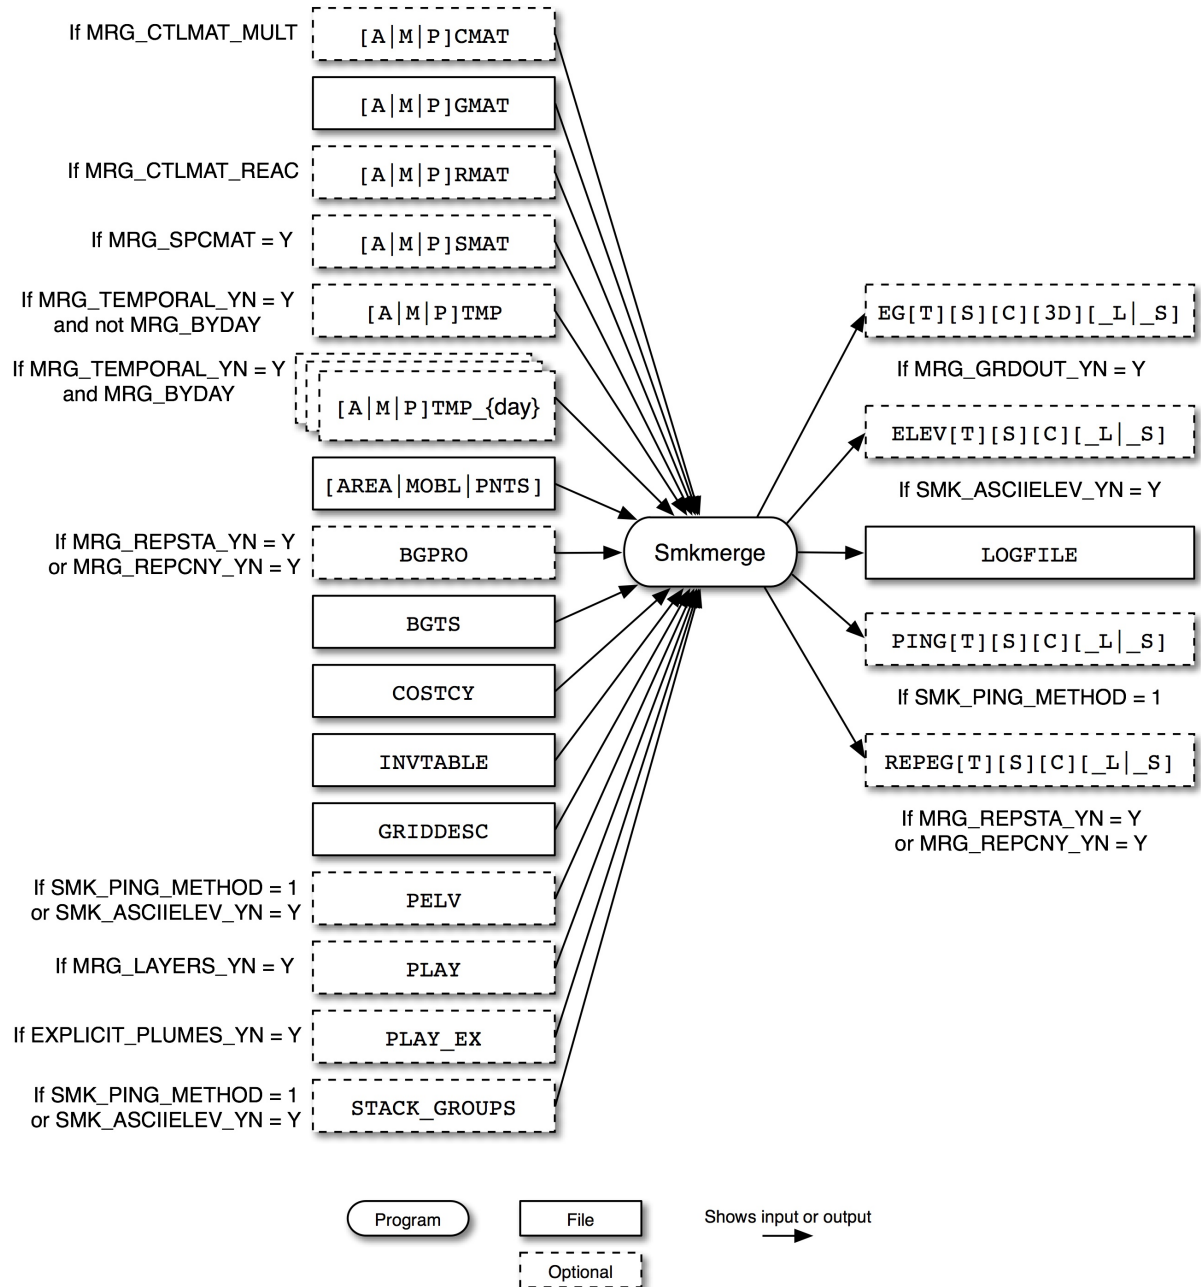 If MRG_CTLMAT_MULT
[A|M|P]CMAT
[A|M|P]GMAT
If MRG_CTLMAT_REAC
[A|M|P]RMAT
If MRG_SPCMAT = Y
[A|M|P]SMAT
If MRG_TEMPORAL_YN = Y
and not MRG_BYDAY
[A|M|P]TMP
If MRG_TEMPORAL_YN = Y
and MRG_BYDAY
[A|M|P]TMP_{day}
[AREA|MOBL|PNTS]
If MRG_REPSTA_YN = Y
or MRG_REPCNY_YN = Y
BGPRO
BGTS
COSTCY
INVTABLE
GRIDDESC
If SMK_PING_METHOD = 1
or SMK_ASCIIELEV_YN = Y
PELV
If MRG_LAYERS_YN = Y
PLAY
If EXPLICIT_PLUMES_YN = Y
PLAY_EX
If SMK_PING_METHOD = 1
or SMK_ASCIIELEV_YN = Y
STACK_GROUPS
Smkmerge
EG[T][S][C][3D][_L|_S]
If MRG_GRDOUT_YN = Y
ELEV[T][S][C][_L|_S]
If SMK_ASCIIELEV_YN = Y
LOGFILE
PING[T][S][C][_L|_S]
If SMK_PING_METHOD = 1
REPEG[T][S][C][_L|_S]
If MRG_REPSTA_YN = Y
or MRG_REPCNY_YN = Y
Program
File
Shows input or output
Optional